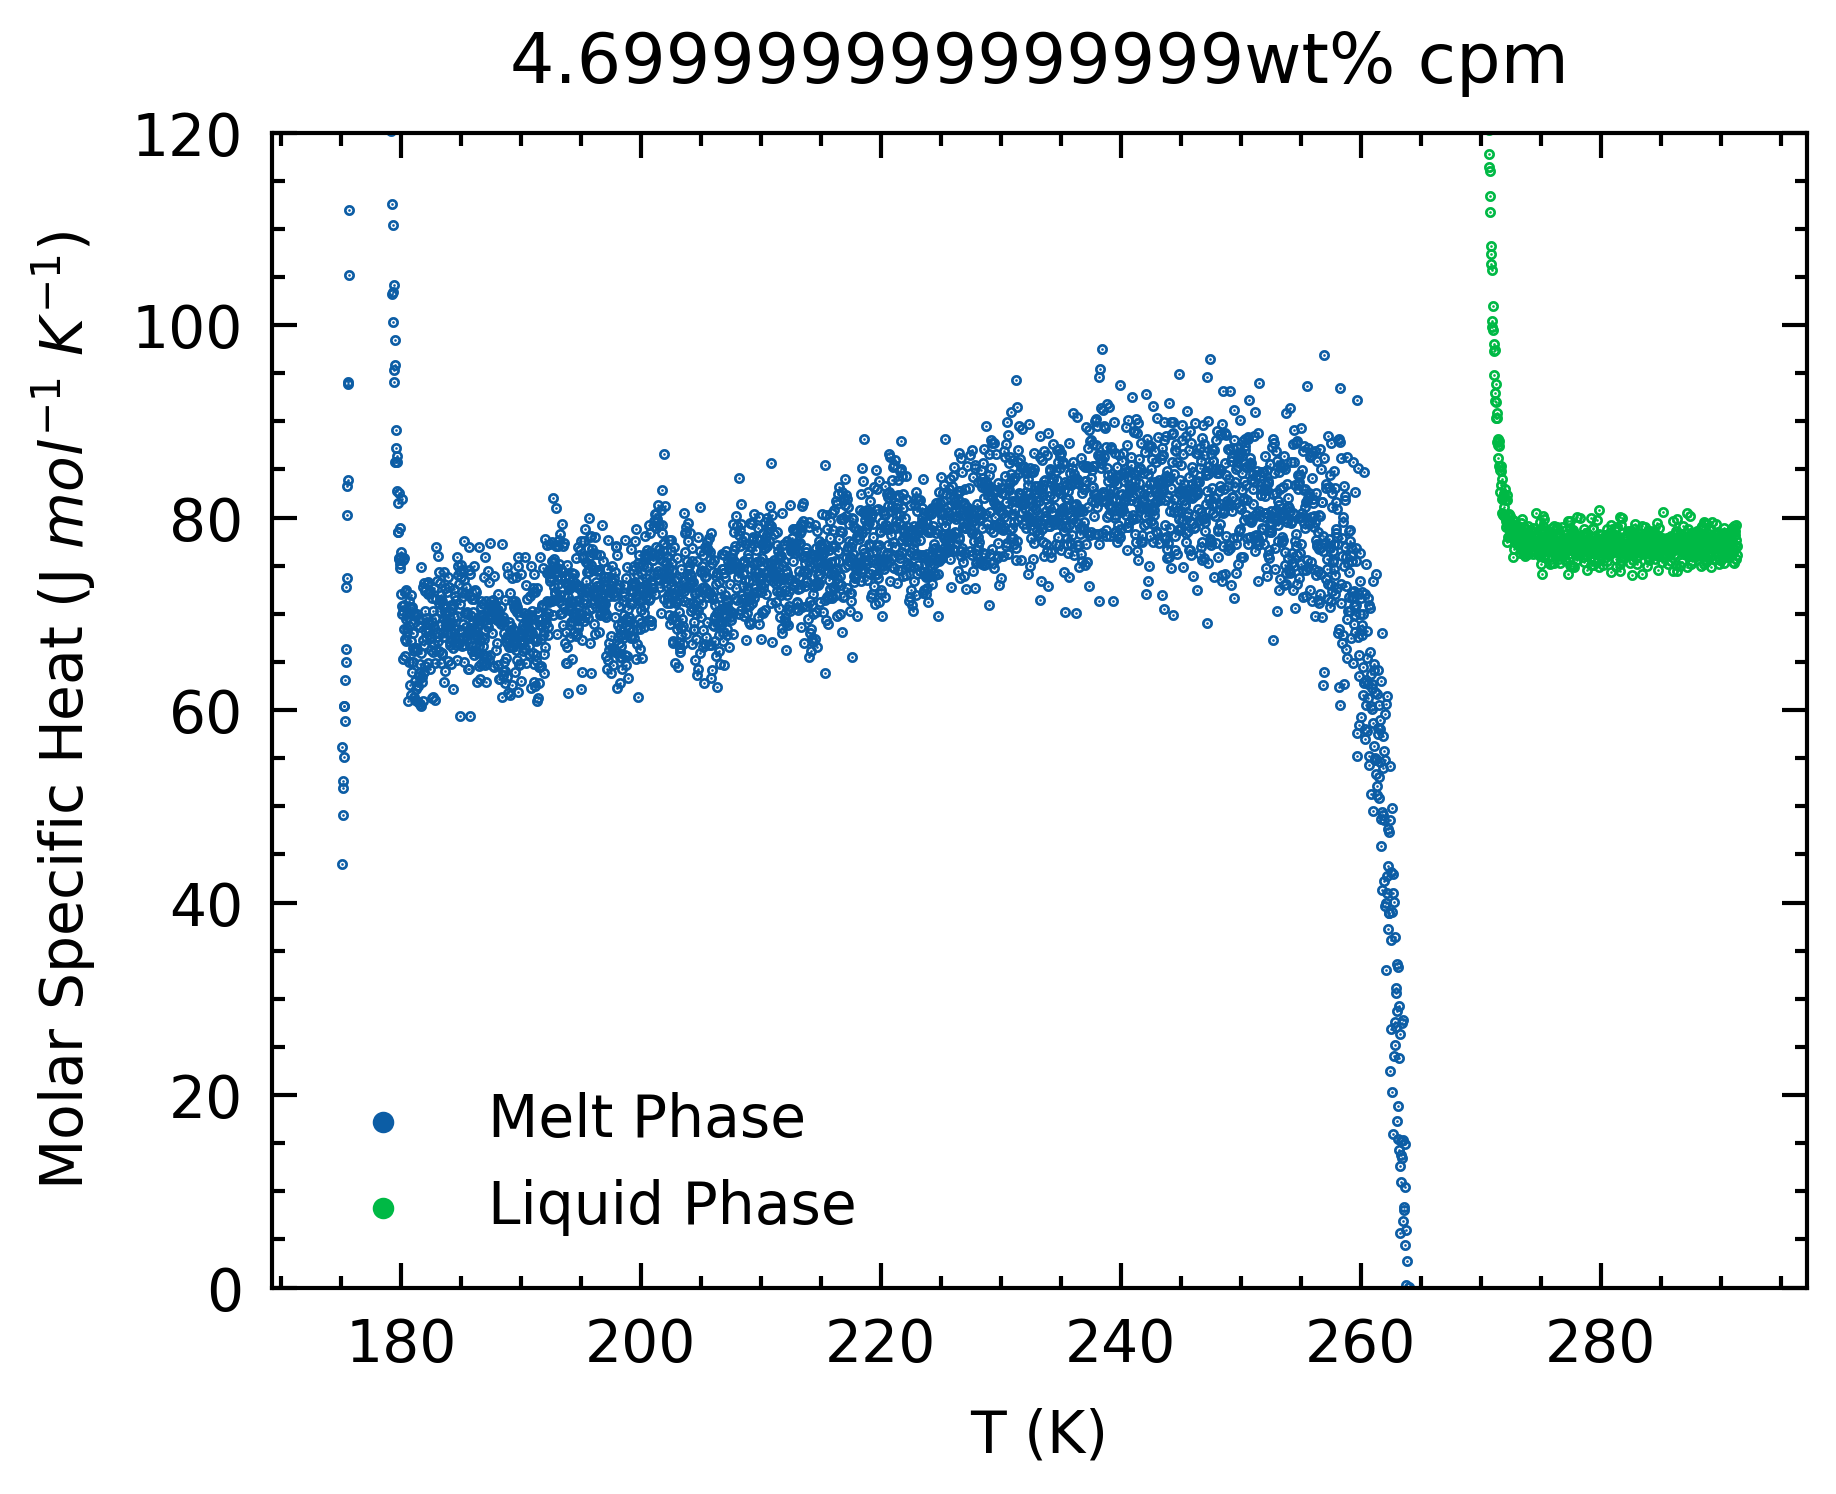 4.699999999999999wt% cpm
120
100
80
60
40
20
0
Molar Specific Heat (J mol⁻¹ K⁻¹)
Melt Phase
Liquid Phase
180 200 220 240 260 280
T (K)